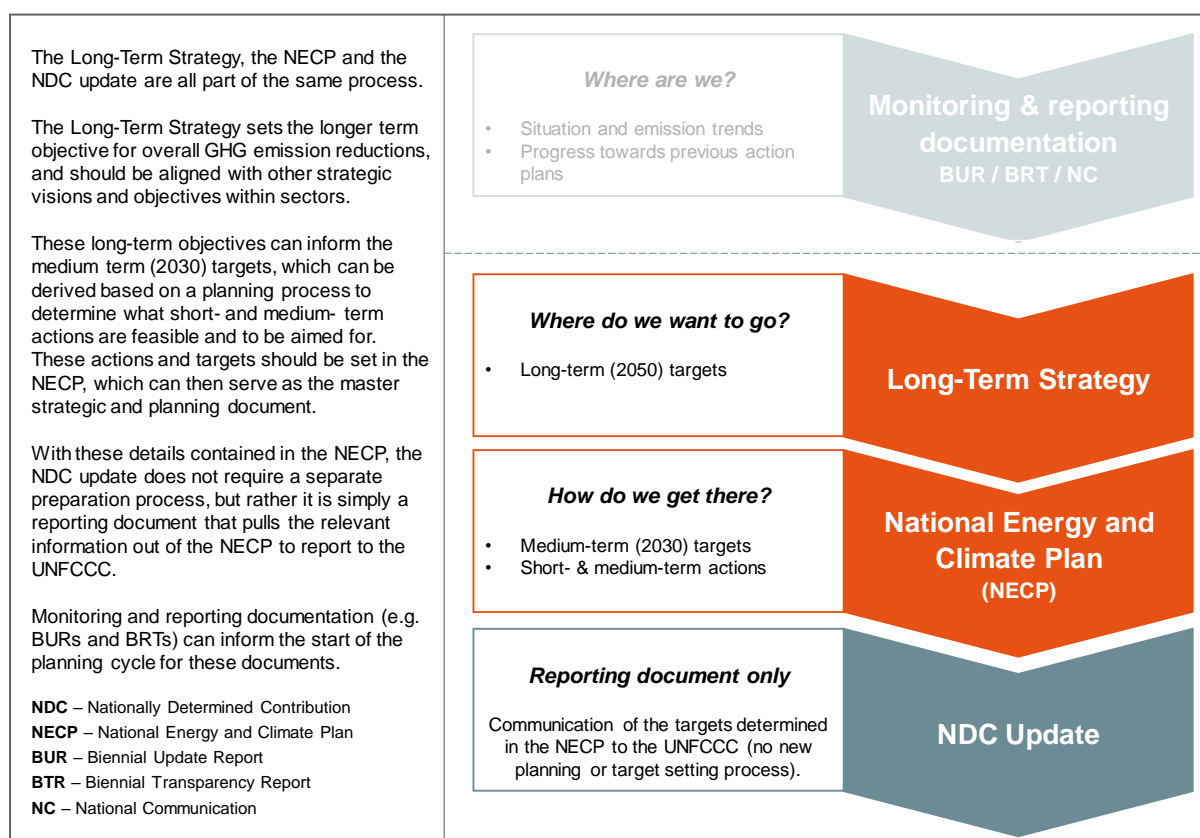 The Long-Term Strategy, the NECP and the
NDC update are all part of the same process.
The Long-Term Strategy sets the longer term
objective for overall GHG emission reductions,
and should be aligned with other strategic
visions and objectives within sectors.
These long-term objectives can inform the
medium term (2030) targets, which can be
derived based on a planning process to
determine what short- and medium- term
actions are feasible and to be aimed for.
These actions and targets should be set in the
NECP, which can then serve as the master
strategic and planning document.
With these details contained in the NECP, the
NDC update does not require a separate
preparation process, but rather it is simply a
reporting document that pulls the relevant
information out of the NECP to report to the
UNFCCC.
Monitoring and reporting documentation (e.g.
BURs and BRTs) can inform the start of the
planning cycle for these documents.
NDC – Nationally Determined Contribution
NECP – National Energy and Climate Plan
BUR – Biennial Update Report
BTR – Biennial Transparency Report
NC – National Communication
Where are we?
• Situation and emission trends
• Progress towards previous action
plans
Monitoring & reporting
documentation
BUR / BRT / NC
Where do we want to go?
• Long-term (2050) targets
Long-Term Strategy
How do we get there?
• Medium-term (2030) targets
• Short- & medium-term actions
National Energy and
Climate Plan
(NECP)
Reporting document only
Communication of the targets determined
in the NECP to the UNFCCC (no new
planning or target setting process).
NDC Update